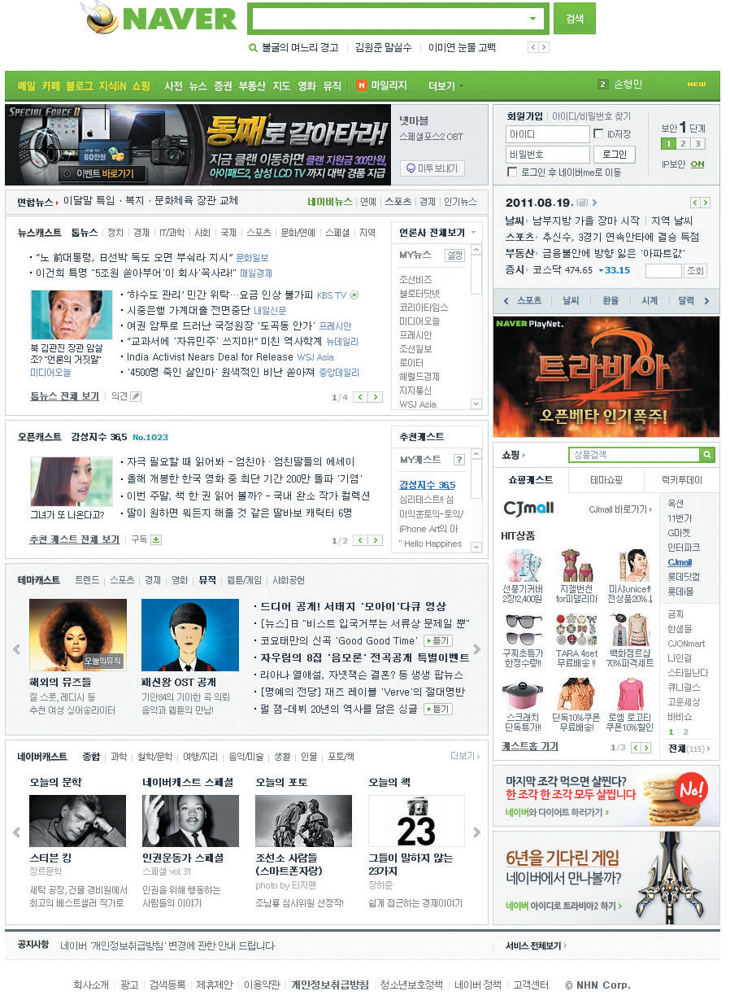 NAVER
검색
불굴의 며느리 경고 김원준 말실수 이미연 눈물 고백
메일 카페 블로그 지식iN 쇼핑 사전 뉴스 증권 부동산 지도 영화 뮤직 마일리지 더보기
2 손형민 NEW
SPECIAL FORCE II
통째로 갈아타라!
지금 클랜 이동하면 클랜 지원금 300만원,
아이패드2, 삼성 LCD TV 까지 대박 경품 지급
60만원
이벤트 바로가기
넷마블
스페셜포스2 OBT
미투보내기
회원가입 아이디/비밀번호 찾기
아이디 ID저장
비밀번호 로그인
로그인 후 네이버me로 이동
보안 1 단계
1 2 3
IP보안 ON
연합뉴스 이달말 특임·복지·문화체육 장관 교체
네이버뉴스 연예 스포츠 경제 인기뉴스
뉴스캐스트 톱뉴스 정치 경제 IT/과학 사회 국제 스포츠 문화/연예 스페셜 지역
"노 前대통령, 日선박 독도 오면 부숴라 지시" 문화일보
이건희 특명 "5조원 쏟아부어'이 회사'꼭사라!" 매일경제
'하수도 관리' 민간 위탁…요금 인상 불가피 KBS TV
시중은행 가계대출 전면중단 내일신문
여권 암투로 드러난 국정원장 '도곡동 안가' 프레시안
"교과서에 '자유민주' 쓰지마!" 미친 역사학계 뉴데일리
India Activist Nears Deal for Release WSJ Asia
'4500명 죽인 살인마' 원색적인 비난 쏟아져 중앙데일리
북 김관진 장관 암살
조? "언론의 거짓말"
미디어오늘
톱뉴스 전체 보기 의견
1/4
언론사 전체보기
MY뉴스 설정
조선비즈
블로터닷넷
코리아타임스
미디어오늘
프레시안
조선일보
로이터
헤럴드경제
지지통신
WSJ Asia
2011.08.19. (금)
날씨 남부지방 가을 장마 시작 지역 날씨
스포츠 추신수, 3경기 연속안타에 결승 득점
부동산 금융불안에 방향 잃은 '아파트값'
증시 코스닥 474.65 33.15 조회
스포츠 날씨 환율 시계 달력
NAVER PlayNet.
트라비아 2
오픈베타 인기폭주!
오픈캐스트 감성지수 36.5 No.1023
자극 필요할 때 읽어봐 - 엄친아·엄친딸들의 에세이
올해 개봉한 한국 영화 중 최단 기간 200만 돌파 '기염'
이번 주말, 책 한 권 읽어 볼까? - 국내 완소 작가 컬렉션
딸이 원하면 뭐든지 해줄 것 같은 딸바보 캐릭터 6명
그녀가 또 나온다고?
추천 캐스트 전체 보기 구독
1/2
추천캐스트
MY캐스트 ?
감성지수 36.5
심리테스트!! 심
이익훈토익-토익/
iPhone Art의 아
" Hello Happines
쇼핑 상품검색
쇼핑캐스트 테마쇼핑 럭키투데이
CJmall CJmall 바로가기
HIT상품
선풍기커버
2장!2,400원
지젤번천
for피델리아
미샤unicef!
전상품20%↓
구찌초특가
한정수량!!
TARA 4set
무료배송 !!
백화점르샵
70%파격세트
스크래치
단독특가!!
단독10%쿠폰
무료배송!
로엠 로고티
쿠폰10%할인
캐스트홈 가기
1/3
옥션
11번가
G마켓
인터파크
CJmall
롯데닷컴
롯데i몰
금찌
한샘몰
CJONmart
나인걸
스타일난다
큐니걸스
고운세상
바비쇼
1 2
전체(115)
테마캐스트 트렌드 스포츠 경제 영화 뮤직 웹툰/게임 사회공헌
오늘의뮤직
해외의 뮤즈들
질 스콧,레디시 등
추천 여성 싱어송라이터
패션왕 OST 공개
기안84의 기이한 곡 의뢰
음악과 웹툰의 만남!
드디어 공개! 서태지 '모아이'다큐 영상
[뉴스]日 "비스트 입국거부는 서류상 문제일 뿐"
코요태만의 신곡 'Good Good Time' 듣기
자우림의 8집 '음모론' 전곡공개 특별이벤트
리아나 열애설, 자넷잭슨 결혼? 등 생생 팝뉴스
[명예의 전당] 재즈 레이블 'Verve'의 절대명반
펄 잼-데뷔 20년의 역사를 담은 싱글 듣기
네이버캐스트 종합 과학 철학/문학 여행/지리 음악/미술 생활 인물 포토/책 더보기
오늘의 문학
스티븐 킹
장르문학
세탁 공장,건물 경비원에서
최고의 베스트셀러 작가로
네이버캐스트 스페셜
인권운동가 스페셜
스페셜 vol. 31
인권을 위해 행동하는
사람들의 이야기
오늘의 포토
조선소 사람들
(스마트폰자랑)
photo by 티지맨
조남룡 심사위원 선정작!
오늘의 책
23
그들이 말하지 않는
23가지
장하준
쉽게 접근하는 경제이야기
마지막 조각 먹으면 살찐다?
한 조각 한 조각 모두 살찝니다
네이버와 다이어트 하러가기
No!
6년을 기다린 게임
네이버에서 만나볼까?
네이버 아이디로 트라비아2 하기
공지사항 네이버 '개인정보취급방침' 변경에 관한 안내 드립니다
서비스 전체보기
회사소개 광고 검색등록 제휴제안 이용약관 개인정보취급방침 청소년보호정책 네이버 정책 고객센터 © NHN Corp.